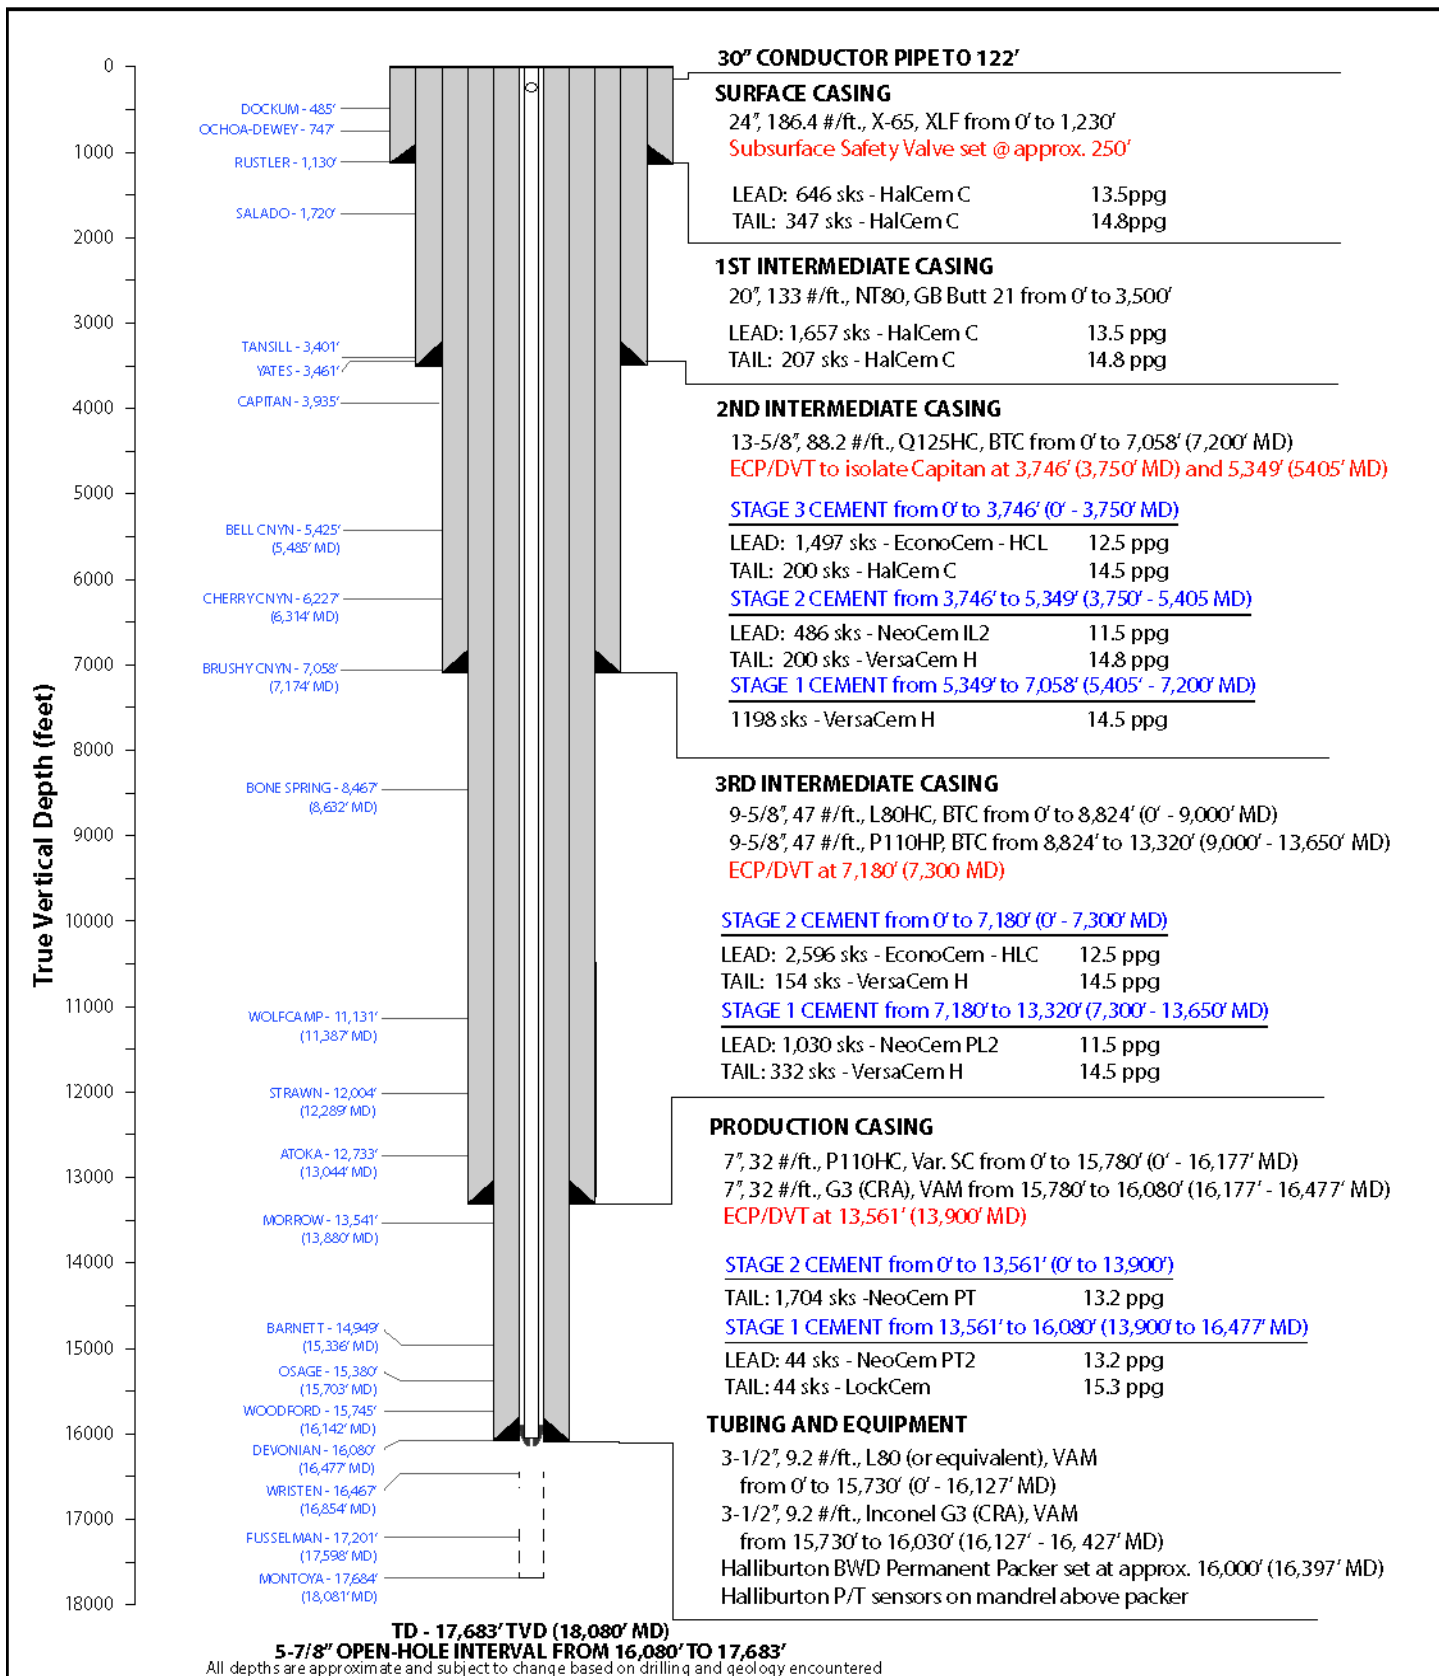 30" CONDUCTOR PIPE TO 122'
SURFACE CASING
24", 186.4 #/ft., X-65, XLF from 0' to 1,230'
Subsurface Safety Valve set @ approx. 250'
LEAD: 646 sks - HalCem C 13.5ppg
TAIL: 347 sks - HalCem C 14.8ppg
1ST INTERMEDIATE CASING
20", 133 #/ft., NT80, GB Butt 21 from 0' to 3,500'
LEAD: 1,657 sks - HalCem C 13.5 ppg
TAIL: 207 sks - HalCem C 14.8 ppg
2ND INTERMEDIATE CASING
13-5/8", 88.2 #/ft., Q125HC, BTC from 0' to 7,058' (7,200' MD)
ECP/DVT to isolate Capitan at 3,746' (3,750' MD) and 5,349' (5405' MD)
STAGE 3 CEMENT from 0' to 3,746' (0' - 3,750' MD)
LEAD: 1,497 sks - EconoCem - HCL 12.5 ppg
TAIL: 200 sks - HalCem C 14.5 ppg
STAGE 2 CEMENT from 3,746' to 5,349' (3,750' - 5,405 MD)
LEAD: 486 sks - NeoCem IL2 11.5 ppg
TAIL: 200 sks - VersaCem H 14.8 ppg
STAGE 1 CEMENT from 5,349' to 7,058' (5,405' - 7,200' MD)
1198 sks - VersaCem H 14.5 ppg
3RD INTERMEDIATE CASING
9-5/8", 47 #/ft., L80HC, BTC from 0' to 8,824' (0' - 9,000' MD)
9-5/8", 47 #/ft., P110HP, BTC from 8,824' to 13,320' (9,000' - 13,650' MD)
ECP/DVT at 7,180' (7,300 MD)
STAGE 2 CEMENT from 0' to 7,180' (0' - 7,300' MD)
LEAD: 2,596 sks - EconoCem - HLC 12.5 ppg
TAIL: 154 sks - VersaCem H 14.5 ppg
STAGE 1 CEMENT from 7,180' to 13,320' (7,300' - 13,650' MD)
LEAD: 1,030 sks - NeoCem PL2 11.5 ppg
TAIL: 332 sks - VersaCem H 14.5 ppg
PRODUCTION CASING
7", 32 #/ft., P110HC, Var. SC from 0' to 15,780' (0' - 16,177' MD)
7", 32 #/ft., G3 (CRA), VAM from 15,780' to 16,080' (16,177' - 16,477' MD)
ECP/DVT at 13,561' (13,900' MD)
STAGE 2 CEMENT from 0' to 13,561' (0' to 13,900')
TAIL: 1,704 sks -NeoCem PT 13.2 ppg
STAGE 1 CEMENT from 13,561' to 16,080' (13,900' to 16,477' MD)
LEAD: 44 sks - NeoCem PT2 13.2 ppg
TAIL: 44 sks - LockCem 15.3 ppg
TUBING AND EQUIPMENT
3-1/2", 9.2 #/ft., L80 (or equivalent), VAM
from 0' to 15,730' (0' - 16,127' MD)
3-1/2", 9.2 #/ft., Inconel G3 (CRA), VAM
from 15,730' to 16,030' (16,127' - 16, 427' MD)
Halliburton BWD Permanent Packer set at approx. 16,000' (16,397' MD)
Halliburton P/T sensors on mandrel above packer
True Vertical Depth (feet)
0
1000
2000
3000
4000
5000
6000
7000
8000
9000
10000
11000
12000
13000
14000
15000
16000
17000
18000
DOCKUM - 485'
OCHOA-DEWEY - 747'
RUSTLER - 1,130'
SALADO - 1,720'
TANSILL - 3,401'
YATES - 3,461'
CAPITAN - 3,935'
BELL CNYN - 5,425'
(5,485' MD)
CHERRY CNYN - 6,227'
(6,314' MD)
BRUSHY CNYN - 7,058'
(7,174' MD)
BONE SPRING - 8,467'
(8,632' MD)
WOLFCAMP - 11,131'
(11,387' MD)
STRAWN - 12,004'
(12,289' MD)
ATOKA - 12,733'
(13,044' MD)
MORROW - 13,541'
(13,880' MD)
BARNETT - 14,949'
(15,336' MD)
OSAGE - 15,380'
(15,703' MD)
WOODFORD - 15,745'
(16,142' MD)
DEVONIAN - 16,080'
(16,477' MD)
WRISTEN - 16,467'
(16,854' MD)
FUSSELMAN - 17,201'
(17,598' MD)
MONTOYA - 17,684'
(18,081' MD)
TD - 17,683' TVD (18,080' MD)
5-7/8" OPEN-HOLE INTERVAL FROM 16,080' TO 17,683'
All depths are approximate and subject to change based on drilling and geology encountered